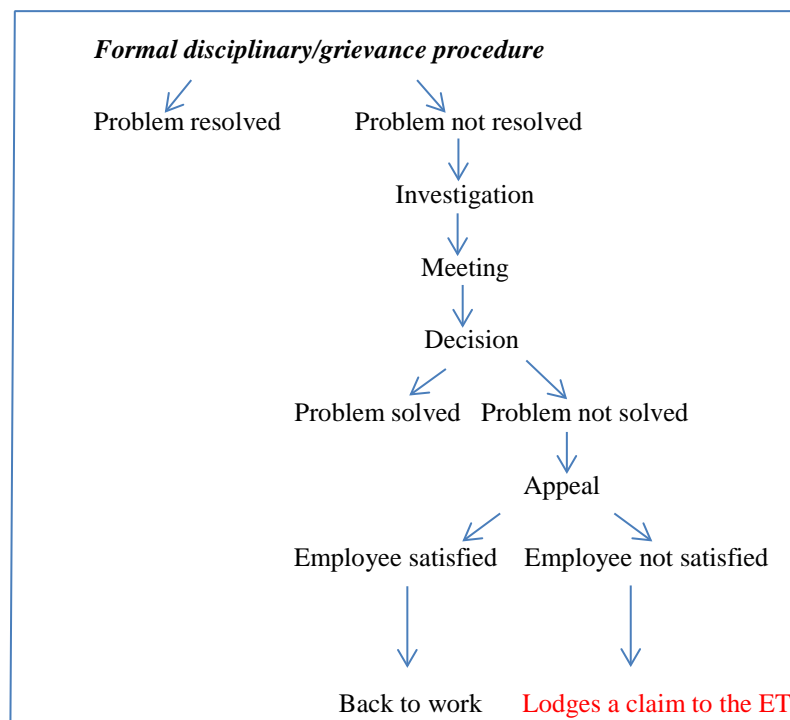 Formal disciplinary/grievance procedure
Problem resolved Problem not resolved
Investigation
Meeting
Decision
Problem solved Problem not solved
Appeal
Employee satisfied Employee not satisfied
Back to work Lodges a claim to the ET